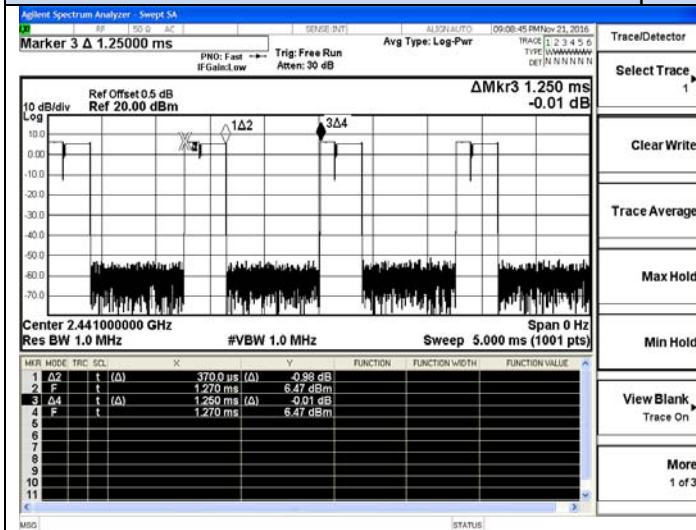 Agilent Spectrum Analyzer - Swept SA
RF 50 Ω AC SENSE:INT ALIGNAUTO 09:08:45 PMNov 21, 2016
Marker 3 Δ 1.25000 ms
Avg Type: Log-Pwr
TRACE 1 2 3 4 5 6
TYPE
DET N N N N N N
PNO: Fast
IFGain:Low
Trig: Free Run
Atten: 30 dB
ΔMkr3 1.250 ms
-0.01 dB
Ref Offset 0.5 dB
Ref 20.00 dBm
10 dB/div
Log
10.0
0.00
-10.0
-20.0
-30.0
-40.0
-50.0
-60.0
-70.0
1Δ2
3Δ4
Center 2.441000000 GHz
Span 0 Hz
Res BW 1.0 MHz
#VBW 1.0 MHz
Sweep 5.000 ms (1001 pts)
MKR MODE TRC SCL X Y FUNCTION FUNCTION WIDTH FUNCTION VALUE
1 Δ2 t (Δ) 370.0 µs (Δ) -0.98 dB
2 F t 1.270 ms 6.47 dBm
3 Δ4 t (Δ) 1.250 ms (Δ) -0.01 dB
4 F t 1.270 ms 6.47 dBm
5
6
7
8
9
10
11
MSG
STATUS
Trace/Detector
Select Trace
1
Clear Write
Trace Average
Max Hold
Min Hold
View Blank
Trace On
More
1 of 3